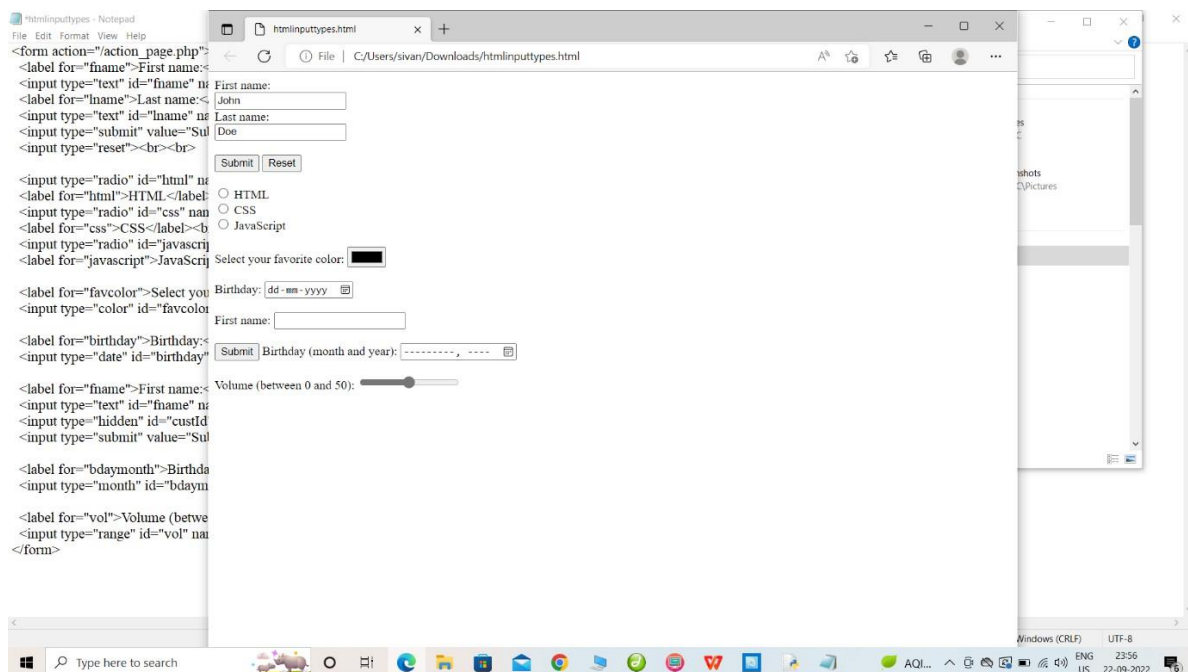 *htmlinputtypes - Notepad
File Edit Format View Help
<form action="/action_page.php">
<label for="fname">First name:<
<input type="text" id="fname" na
<label for="lname">Last name:<
<input type="text" id="lname" na
<input type="submit" value="Sul
<input type="reset"><br><br>
<input type="radio" id="html" na
<label for="html">HTML</label>
<input type="radio" id="css" nam
<label for="css">CSS</label><b
<input type="radio" id="javascrip
<label for="javascript">JavaScrip
<label for="favcolor">Select you
<input type="color" id="favcolor
<label for="birthday">Birthday:<
<input type="date" id="birthday"
<label for="fname">First name:<
<input type="text" id="fname" na
<input type="hidden" id="custId
<input type="submit" value="Sul
<label for="bdaymonth">Birthda
<input type="month" id="bdaym
<label for="vol">Volume (betwe
<input type="range" id="vol" nar
</form>
htmlinputtypes.html
File | C:/Users/sivan/Downloads/htmlinputtypes.html
First name:
John
Last name:
Doe
Submit Reset
HTML
CSS
JavaScript
Select your favorite color:
Birthday: dd-mm-yyyy
First name:
Submit Birthday (month and year): ---------, ----
Volume (between 0 and 50):
es
C
nshots
C\Pictures
Windows (CRLF) UTF-8
Type here to search
AQI...
ENG
US
23:56
22-09-2022